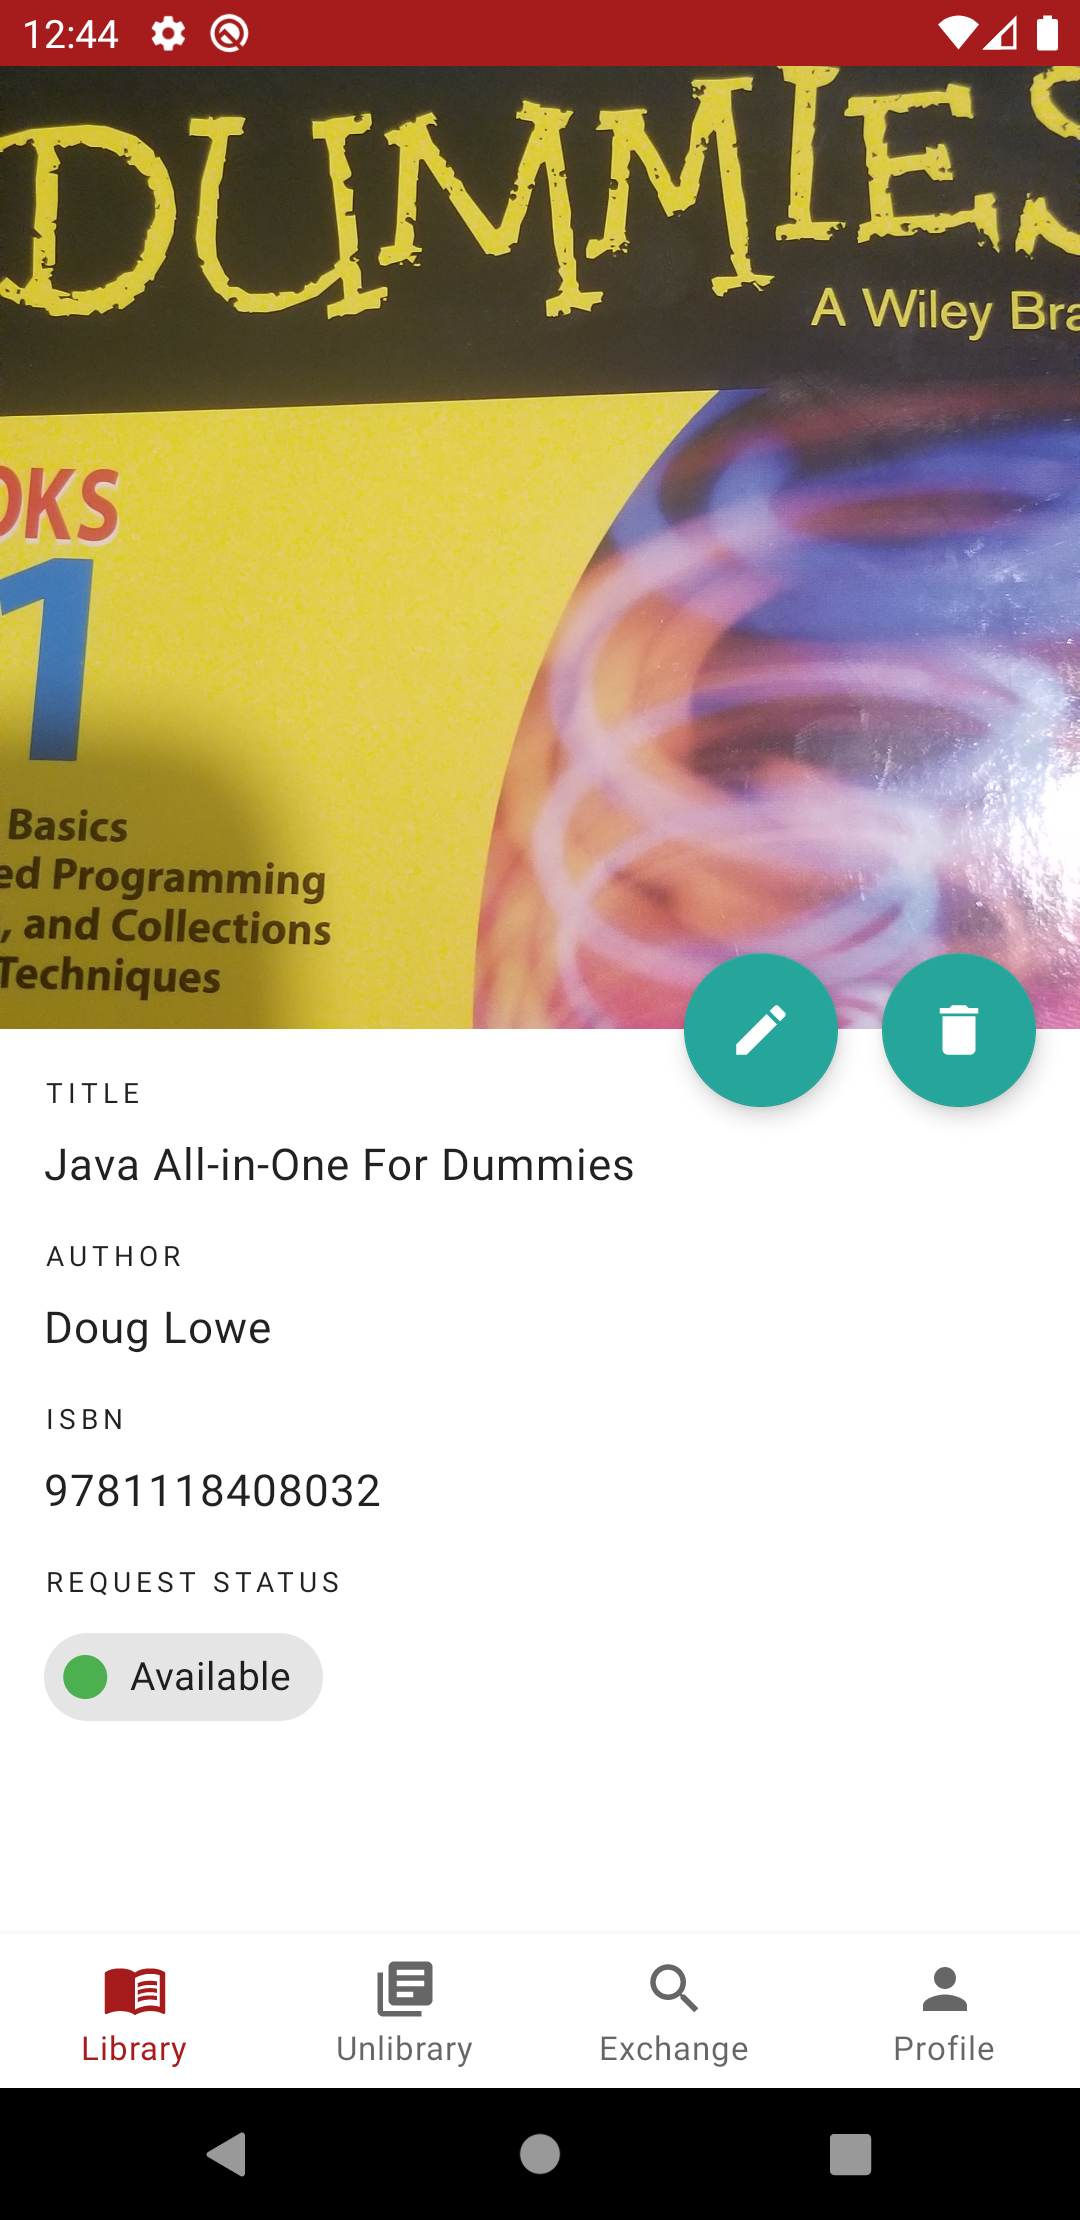 12:44
DUMMIES
A Wiley Bra
OKS
1
Basics
ed Programming
, and Collections
Techniques
TITLE
Java All-in-One For Dummies
AUTHOR
Doug Lowe
ISBN
9781118408032
REQUEST STATUS
Available
Library
Unlibrary
Exchange
Profile